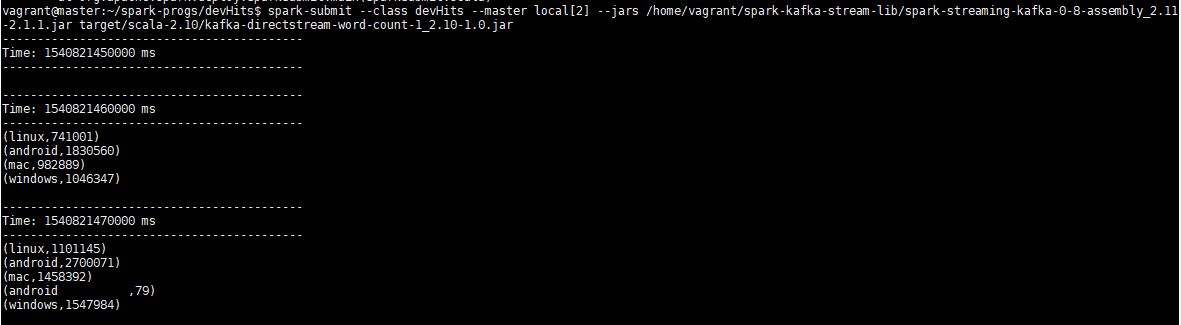 vagrant@master:~/spark-progs/devHits$ spark-submit --class devHits --master local[2] --jars /home/vagrant/spark-kafka-stream-lib/spark-streaming-kafka-0-8-assembly_2.11
-2.1.1.jar target/scala-2.10/kafka-directstream-word-count-1_2.10-1.0.jar
-------------------------------------------
Time: 1540821450000 ms
-------------------------------------------

-------------------------------------------
Time: 1540821460000 ms
-------------------------------------------
(linux,741001)
(android,1830560)
(mac,982889)
(windows,1046347)

-------------------------------------------
Time: 1540821470000 ms
-------------------------------------------
(linux,1101145)
(android,2700071)
(mac,1458392)
(android          ,79)
(windows,1547984)